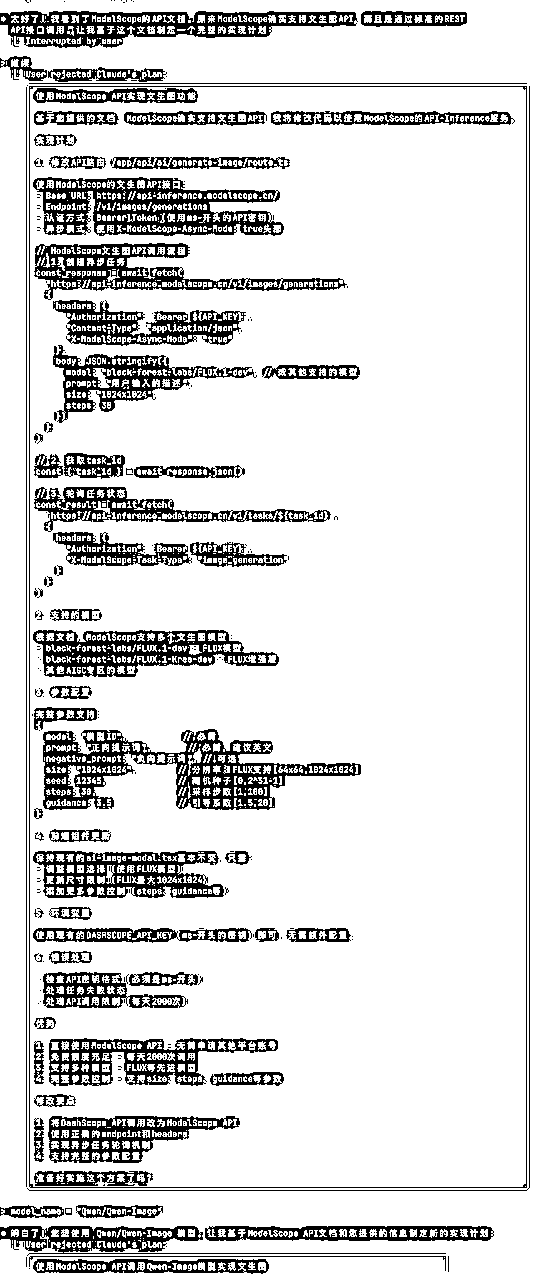 ● 太好了！我看到了ModelScope的API文档。原来ModelScope确实支持文生图API，而且是通过标准的REST
API接口调用。让我基于这个文档制定一个完整的实现计划：
⎿ Interrupted by user
> 继续
⎿ User rejected Claude's plan:
使用ModelScope API实现文生图功能
基于您提供的文档，ModelScope确实支持文生图API！我将修改代码以使用ModelScope的API-Inference服务。
实现计划
1. 修改API路由 /app/api/ai/generate-image/route.ts
使用ModelScope的文生图API接口：
- Base URL: https://api-inference.modelscope.cn/
- Endpoint: /v1/images/generations
- 认证方式: Bearer Token (使用ms-开头的API密钥)
- 异步模式: 使用X-ModelScope-Async-Mode: true头部
// ModelScope文生图API调用流程
// 1. 创建异步任务
const response = await fetch(
"https://api-inference.modelscope.cn/v1/images/generations",
{
headers: {
"Authorization": `Bearer ${API_KEY}`,
"Content-Type": "application/json",
"X-ModelScope-Async-Mode": "true"
},
body: JSON.stringify({
model: "black-forest-labs/FLUX.1-dev", // 或其他支持的模型
prompt: "用户输入的描述",
size: "1024x1024",
steps: 30
})
}
)
// 2. 获取task_id
const { task_id } = await response.json()
// 3. 轮询任务状态
const result = await fetch(
`https://api-inference.modelscope.cn/v1/tasks/${task_id}`,
{
headers: {
"Authorization": `Bearer ${API_KEY}`,
"X-ModelScope-Task-Type": "image_generation"
}
}
)
2. 支持的模型
根据文档，ModelScope支持多个文生图模型：
- black-forest-labs/FLUX.1-dev - FLUX模型
- black-forest-labs/FLUX.1-Krea-dev - FLUX增强版
- 其他AIGC专区的模型
3. 参数配置
完整参数支持：
{
model: "模型ID", // 必需
prompt: "正向提示词", // 必需，建议英文
negative_prompt: "负向提示词", // 可选
size: "1024x1024", // 分辨率，FLUX支持[64x64,1024x1024]
seed: 12345, // 随机种子[0,2^31-1]
steps: 30, // 采样步数[1,100]
guidance: 3.5 // 引导系数[1.5,20]
}
4. 前端组件更新
保持现有的ai-image-modal.tsx基本不变，只需：
- 调整模型选择 (使用FLUX模型)
- 更新尺寸限制 (FLUX最大1024x1024)
- 添加更多参数控制 (steps、guidance等)
5. 环境变量
使用现有的DASHSCOPE_API_KEY (ms-开头的密钥) 即可，无需额外配置。
6. 错误处理
- 检查API密钥格式 (必须是ms-开头)
- 处理任务失败状态
- 处理API调用限制 (每天2000次)
优势
1. 直接使用ModelScope API - 无需申请其他平台账号
2. 免费额度充足 - 每天2000次调用
3. 支持多种模型 - FLUX等先进模型
4. 完整参数控制 - 支持size、steps、guidance等参数
修改要点
1. 将DashScope API调用改为ModelScope API
2. 使用正确的endpoint和headers
3. 实现异步任务轮询机制
4. 支持完整的参数配置
准备好实施这个方案了吗？
> model_name = "Qwen/Qwen-Image"
● 明白了！您想使用 Qwen/Qwen-Image 模型。让我基于ModelScope API文档和您提供的信息制定新的实现计划：
⎿ User rejected Claude's plan:
使用ModelScope API调用Qwen-Image模型实现文生图